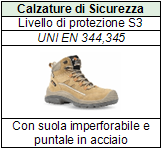 Calzature di Sicurezza
Livello di protezione S3
UNI EN 344,345
Con suola imperforabile e
puntale in acciaio